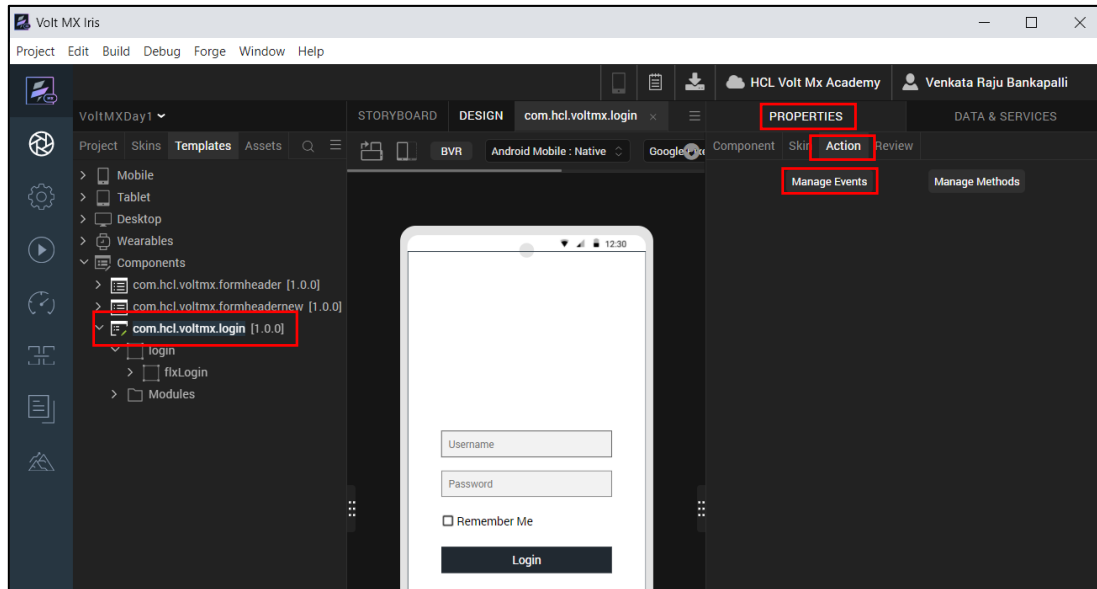 Volt MX Iris
Project Edit Build Debug Forge Window Help
HCL Volt Mx Academy Venkata Raju Bankapalli
VoltMXDay1 STORYBOARD DESIGN com.hcl.voltmx.login × PROPERTIES DATA & SERVICES
Project Skins Templates Assets BVR Android Mobile : Native Component Skin Action Review
Mobile
Manage Events Manage Methods
Tablet
Desktop
Wearables
12:30
Components
com.hcl.voltmx.formheader [1.0.0]
com.hcl.voltmx.formheadernew [1.0.0]
com.hcl.voltmx.login [1.0.0]
login
flxLogin
Modules
Username
Password
Remember Me
Login